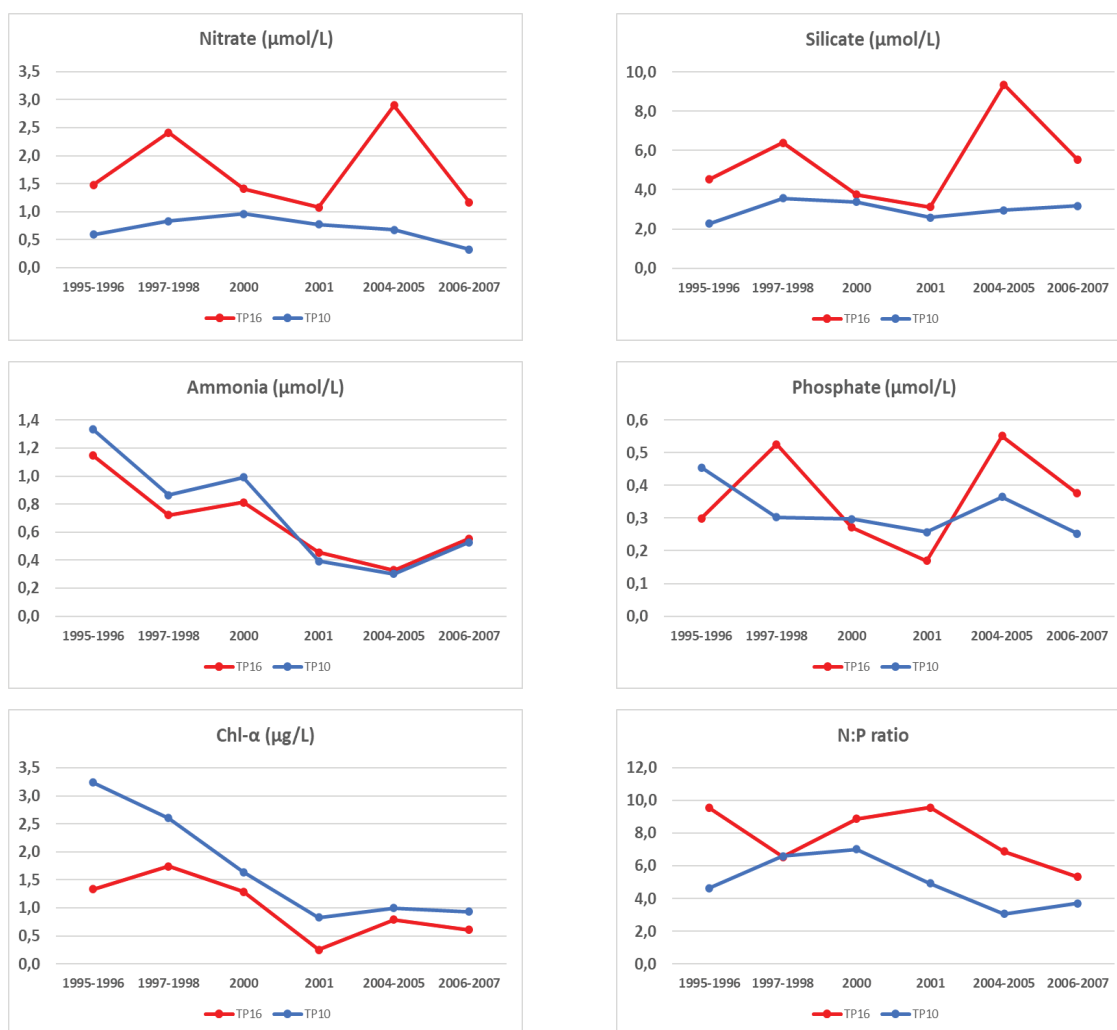 Nitrate (µmol/L)
3,5
3,0
2,5
2,0
1,5
1,0
0,5
0,0
1995-1996 1997-1998 2000 2001 2004-2005 2006-2007
TP16 TP10
Silicate (µmol/L)
10,0
8,0
6,0
4,0
2,0
0,0
1995-1996 1997-1998 2000 2001 2004-2005 2006-2007
TP16 TP10
Ammonia (µmol/L)
1,4
1,2
1,0
0,8
0,6
0,4
0,2
0,0
1995-1996 1997-1998 2000 2001 2004-2005 2006-2007
TP16 TP10
Phosphate (µmol/L)
0,6
0,5
0,4
0,3
0,2
0,1
0,0
1995-1996 1997-1998 2000 2001 2004-2005 2006-2007
TP16 TP10
Chl-α (µg/L)
3,5
3,0
2,5
2,0
1,5
1,0
0,5
0,0
1995-1996 1997-1998 2000 2001 2004-2005 2006-2007
TP16 TP10
N:P ratio
12,0
10,0
8,0
6,0
4,0
2,0
0,0
1995-1996 1997-1998 2000 2001 2004-2005 2006-2007
TP16 TP10